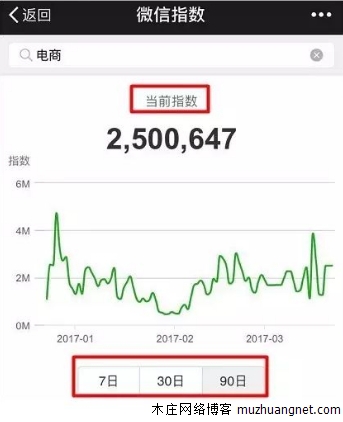 返回 微信指数
电商
当前指数
2,500,647
指数
6M
4M
2M
0M
2017-01 2017-02 2017-03
7日 30日 90日
木庄网络博客 muzhuangnet.com